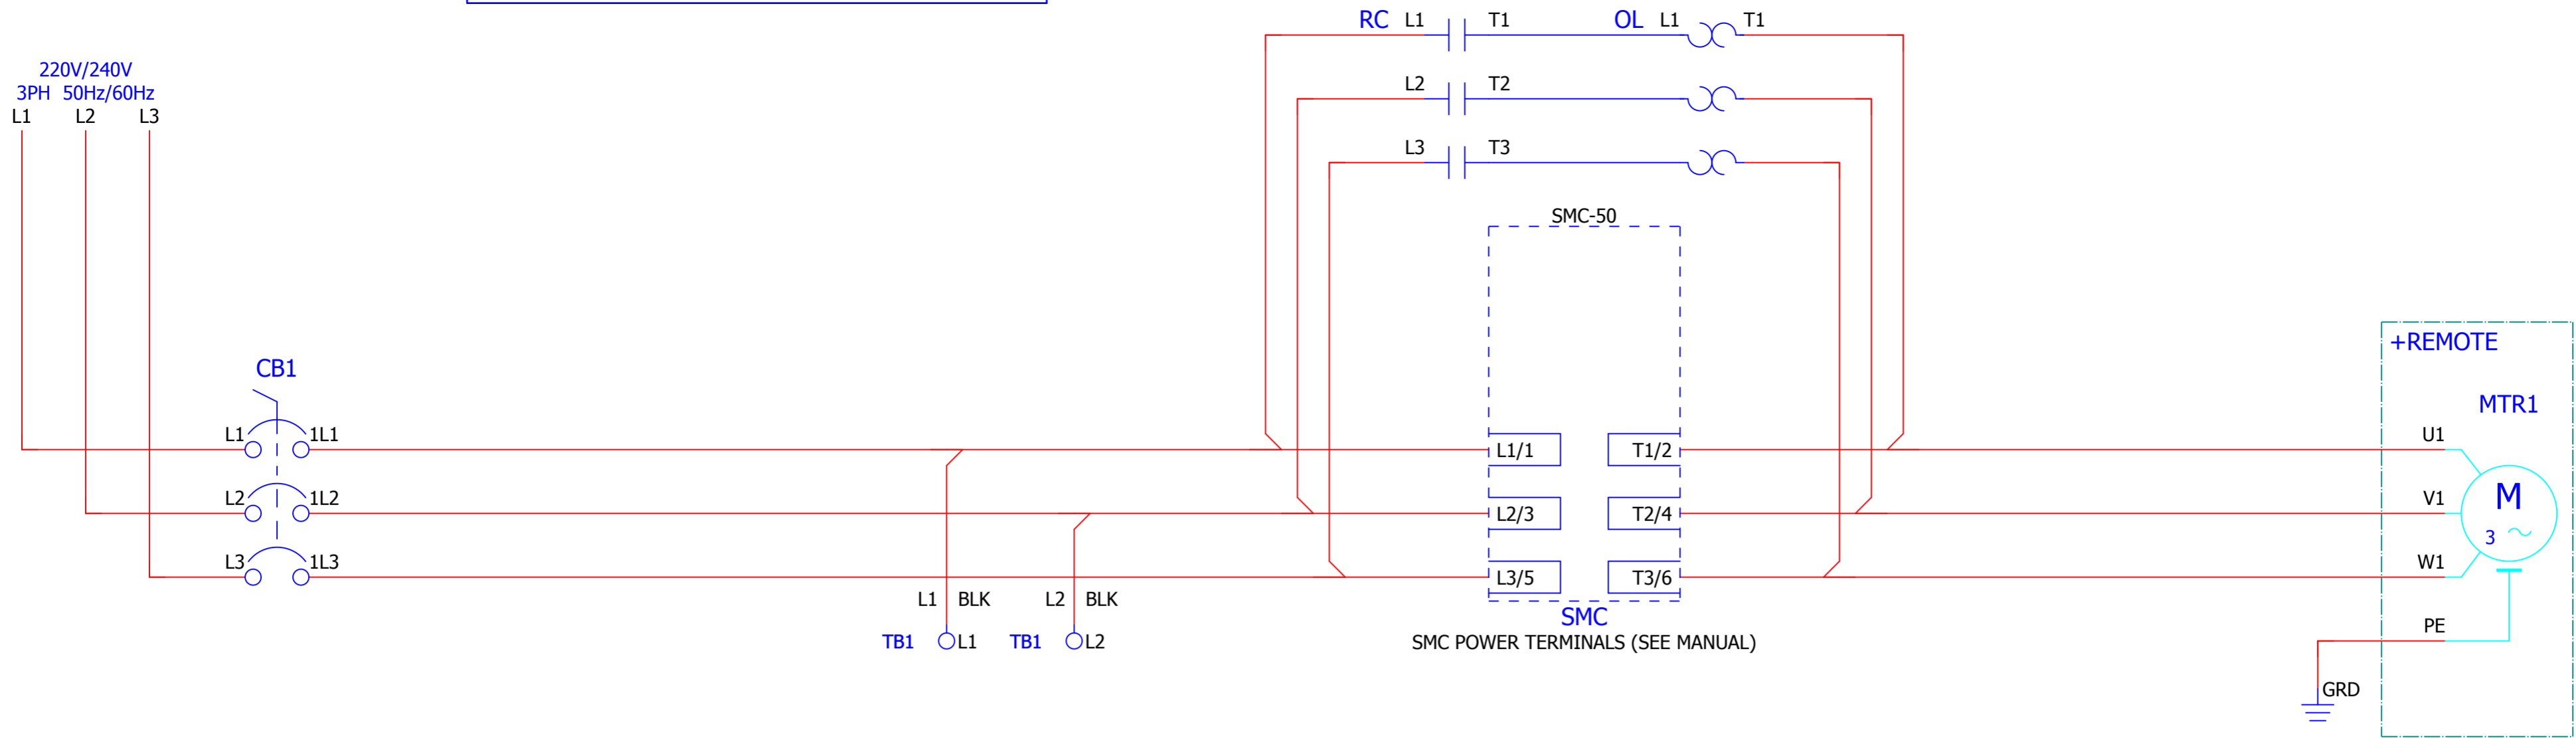 RC L1 T1 OL L1 T1
220V/240V
3PH 50Hz/60Hz
L1 L2 L3
L2 T2
L3 T3
SMC-50
+REMOTE
CB1
MTR1
L1 1L1 L1/1 T1/2 U1
L2 1L2 L2/3 T2/4 V1
M
3
L3 1L3 L3/5 T3/6 W1
L1 BLK L2 BLK
SMC
TB1 L1 TB1 L2
SMC POWER TERMINALS (SEE MANUAL)
PE
GRD